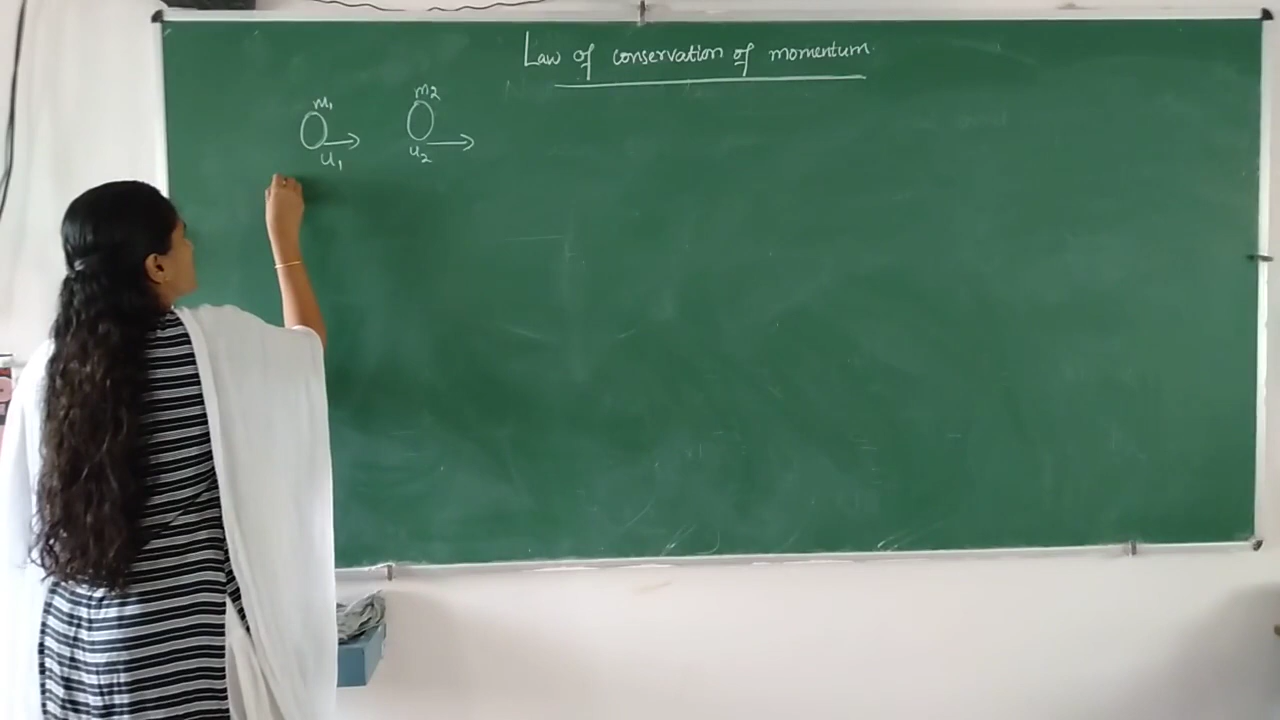 Law of conservation of momentum
m₁ m₂
u₁ u₂